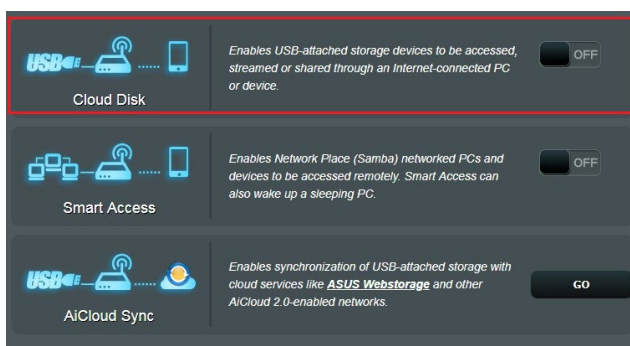 USB
Cloud Disk
Enables USB-attached storage devices to be accessed,
streamed or shared through an Internet-connected PC
or device.
OFF
Smart Access
Enables Network Place (Samba) networked PCs and
devices to be accessed remotely. Smart Access can
also wake up a sleeping PC.
OFF
USB
AiCloud Sync
Enables synchronization of USB-attached storage with
cloud services like ASUS Webstorage and other
AiCloud 2.0-enabled networks.
GO